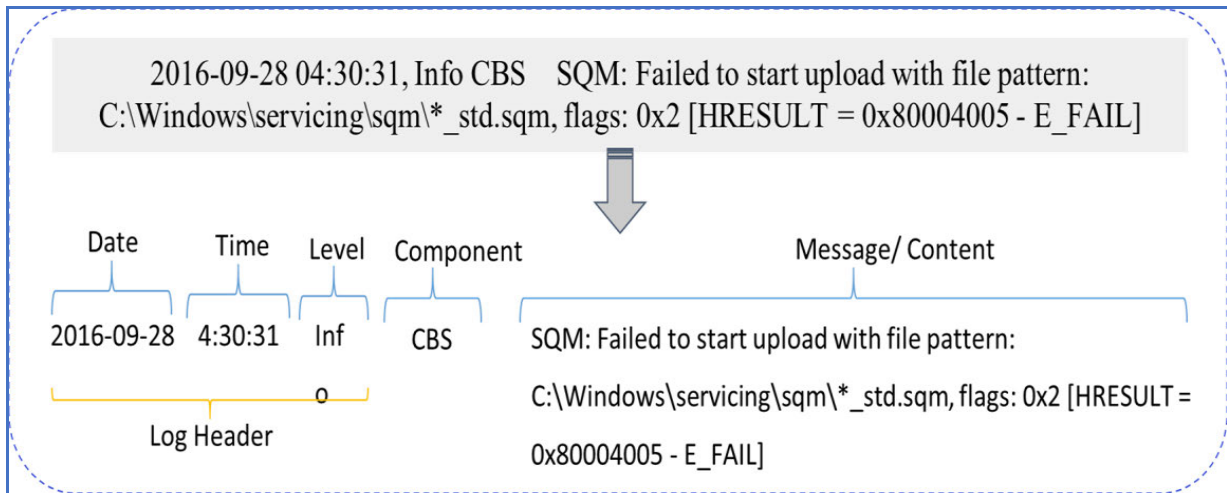 2016-09-28 04:30:31, Info CBS SQM: Failed to start upload with file pattern:
C:\Windows\servicing\sqm\*_std.sqm, flags: 0x2 [HRESULT = 0x80004005 - E_FAIL]
Date
Time
Level
Component
Message/ Content
2016-09-28
4:30:31
Inf
o
CBS
SQM: Failed to start upload with file pattern:
C:\Windows\servicing\sqm\*_std.sqm, flags: 0x2 [HRESULT =
0x80004005 - E_FAIL]
Log Header